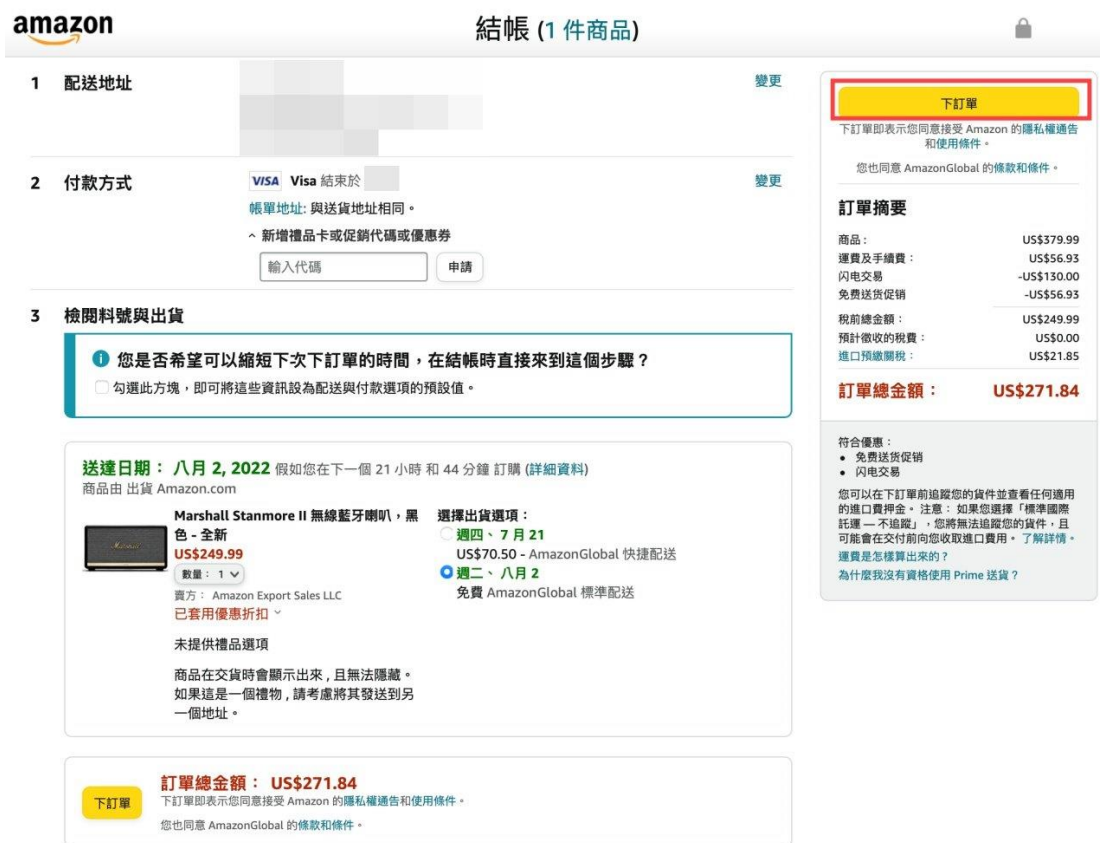 amazon
結帳 (1 件商品)
1 配送地址
變更
2 付款方式
VISA Visa 結束於
變更
帳單地址: 與送貨地址相同。
新增禮品卡或促銷代碼或優惠券
輸入代碼
申請
3 檢閱料號與出貨
您是否希望可以縮短下次下訂單的時間,在結帳時直接來到這個步驟?
勾選此方塊,即可將這些資訊設為配送與付款選項的預設值。
送達日期: 八月 2, 2022 假如您在下一個 21 小時 和 44 分鐘 訂購 (詳細資料)
商品由 出貨 Amazon.com
Marshall
Marshall Stanmore II 無線藍牙喇叭,黑
色 - 全新
US$249.99
數量: 1
賣方: Amazon Export Sales LLC
已套用優惠折扣
未提供禮品選項
商品在交貨時會顯示出來 , 且無法隱藏。
如果這是一個禮物 , 請考慮將其發送到另
一個地址。
選擇出貨選項:
週四、 7 月 21
US$70.50 - AmazonGlobal 快捷配送
週二、 八月 2
免費 AmazonGlobal 標準配送
下訂單
訂單總金額: US$271.84
下訂單即表示您同意接受 Amazon 的隱私權通告和使用條件。
您也同意 AmazonGlobal 的條款和條件。
下訂單
下訂單即表示您同意接受 Amazon 的隱私權通告
和使用條件。
您也同意 AmazonGlobal 的條款和條件。
訂單摘要
商品: US$379.99
運費及手續費: US$56.93
闪电交易 -US$130.00
免费送货促销 -US$56.93
稅前總金額: US$249.99
預計徵收的稅費: US$0.00
進口預繳關稅: US$21.85
訂單總金額: US$271.84
符合優惠:
• 免费送货促销
• 闪电交易
您可以在下訂單前追蹤您的貨件並查看任何適用
的進口費押金。 注意: 如果您選擇「標準國際
託運 — 不追蹤」,您將無法追蹤您的貨件,且
可能會在交付前向您收取進口費用。 了解詳情。
運費是怎樣算出來的?
為什麼我沒有資格使用 Prime 送貨?